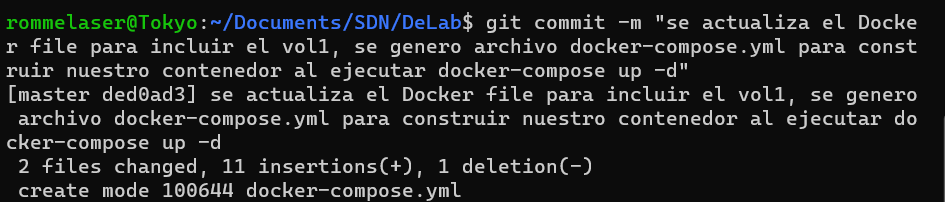 rommelaser@Tokyo:~/Documents/SDN/DeLab$ git commit -m "se actualiza el Docke
r file para incluir el vol1, se genero archivo docker-compose.yml para const
ruir nuestro contenedor al ejecutar docker-compose up -d"
[master ded0ad3] se actualiza el Docker file para incluir el vol1, se genero
 archivo docker-compose.yml para construir nuestro contenedor al ejecutar do
cker-compose up -d
 2 files changed, 11 insertions(+), 1 deletion(-)
 create mode 100644 docker-compose.yml